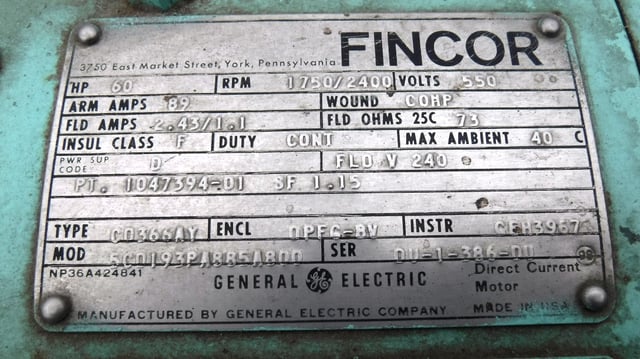 3750 East Market Street, York, Pennsylvania FINCOR
HP 60 RPM 1750/2400 VOLTS 550
ARM AMPS 89 WOUND COMP
FLD AMPS 2.43/1.1 FLD OHMS 25C 73
INSUL CLASS F DUTY CONT MAX AMBIENT 40 C
PWR SUP CODE D FLD V 240
PT. 1047394-01 SF 1.15
TYPE CD366AY ENCL DPFG-BV INSTR GEH3967
MOD 5CD193PA885A800 SER
NP36A424841 GENERAL GE ELECTRIC Direct Current Motor
MANUFACTURED BY GENERAL ELECTRIC COMPANY MADE IN USA